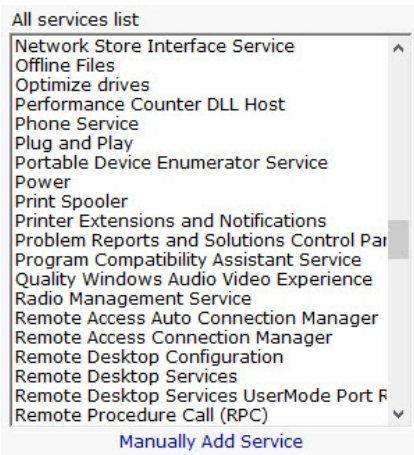 All services list
Network Store Interface Service
Offline Files
Optimize drives
Performance Counter DLL Host
Phone Service
Plug and Play
Portable Device Enumerator Service
Power
Print Spooler
Printer Extensions and Notifications
Problem Reports and Solutions Control Par
Program Compatibility Assistant Service
Quality Windows Audio Video Experience
Radio Management Service
Remote Access Auto Connection Manager
Remote Access Connection Manager
Remote Desktop Configuration
Remote Desktop Services
Remote Desktop Services UserMode Port R
Remote Procedure Call (RPC)
Manually Add Service